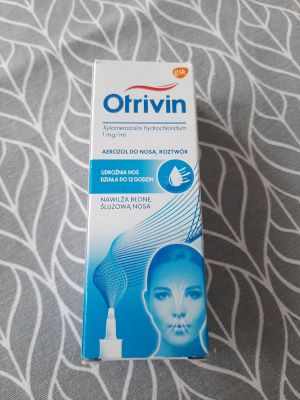 gsk
Otrivin
Xylometazolini hydrochloridum
1 mg/ml
AEROZOL DO NOSA, ROZTWÓR
UDROŻNIA NOS
DZIAŁA DO 12 GODZIN
NAWILŻA BŁONĘ
ŚLUZOWĄ NOSA